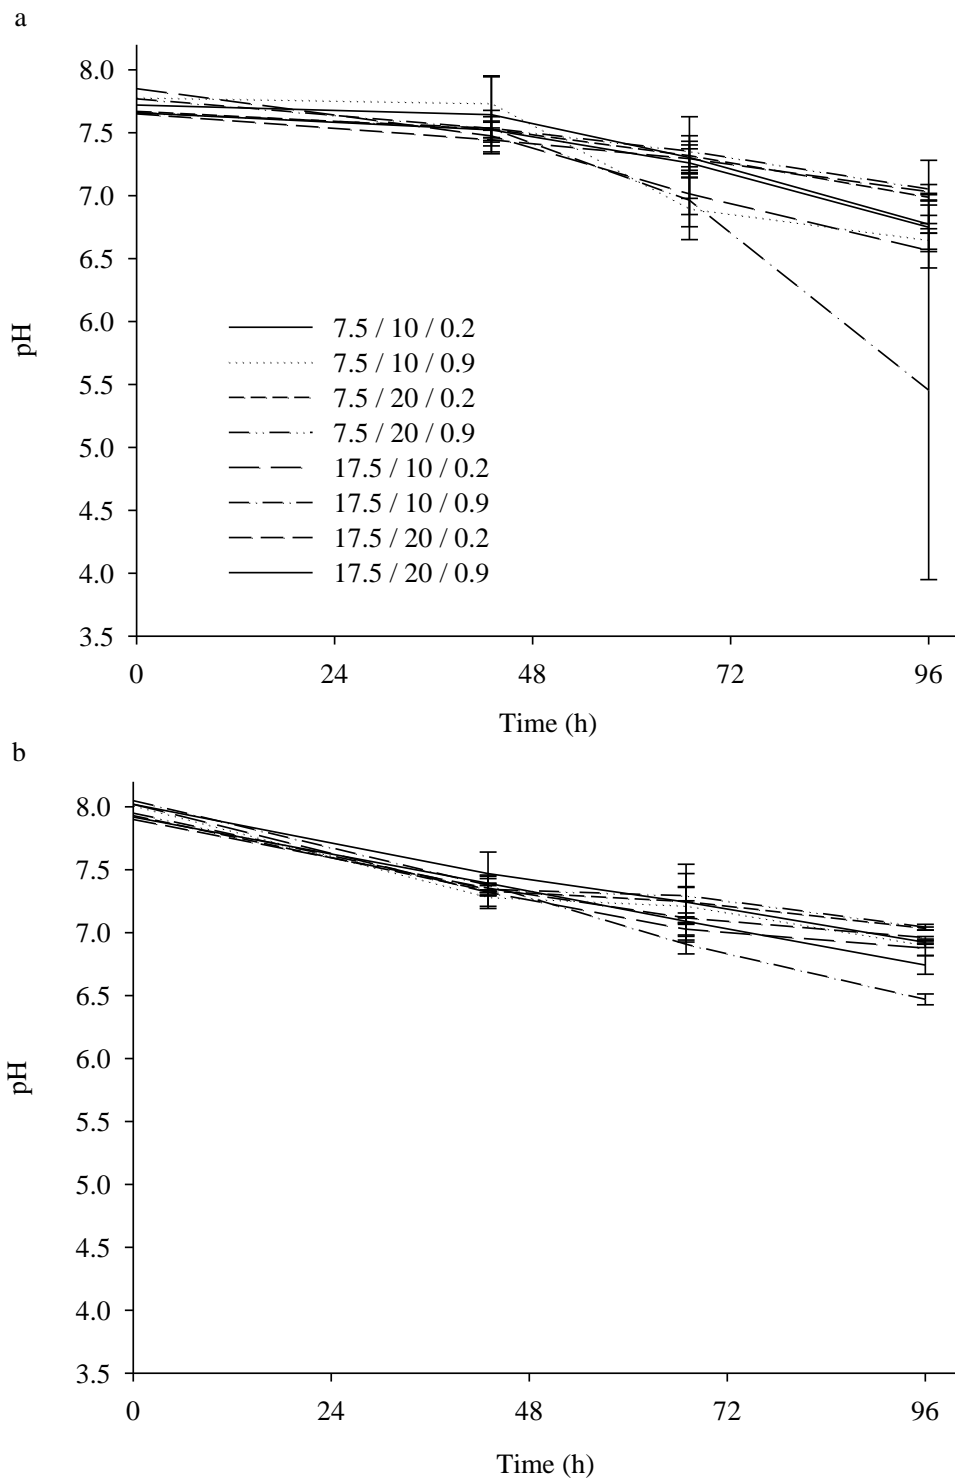 a
8.0
7.5
7.0
6.5
6.0
5.5
5.0
4.5
4.0
3.5
pH
7.5 / 10 / 0.2
7.5 / 10 / 0.9
7.5 / 20 / 0.2
7.5 / 20 / 0.9
17.5 / 10 / 0.2
17.5 / 10 / 0.9
17.5 / 20 / 0.2
17.5 / 20 / 0.9
0 24 48 72 96
Time (h)
b
8.0
7.5
7.0
6.5
6.0
5.5
5.0
4.5
4.0
3.5
pH
0 24 48 72 96
Time (h)